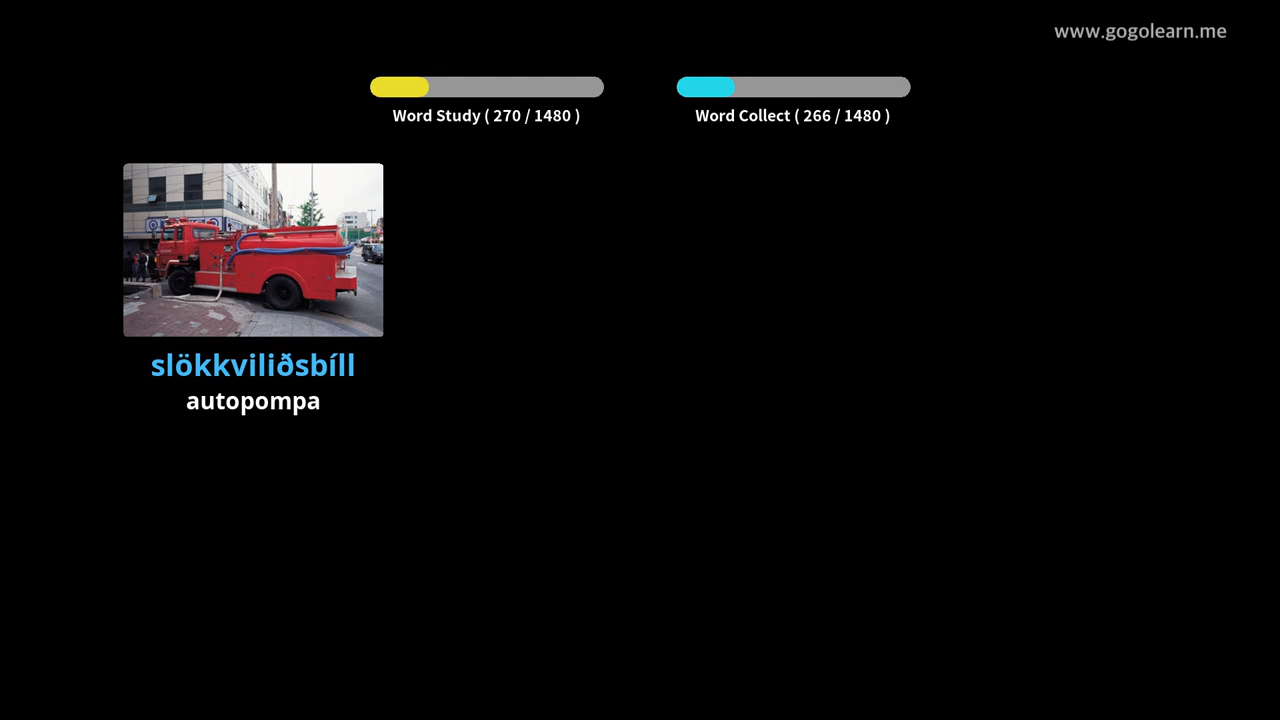 www.gogolearn.me
Word Study ( 270 / 1480 )
Word Collect ( 266 / 1480 )
slökkviliðsbíll
autopompa